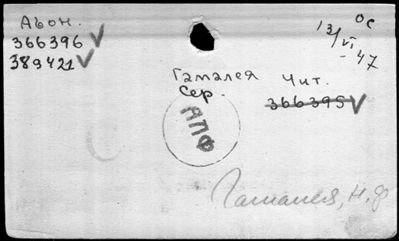 Абон.
366396
389421
ОС
13/VI-47
Гамалея
Сер.
Чит.
366395
АПФ
Гамалея, Н.Ф